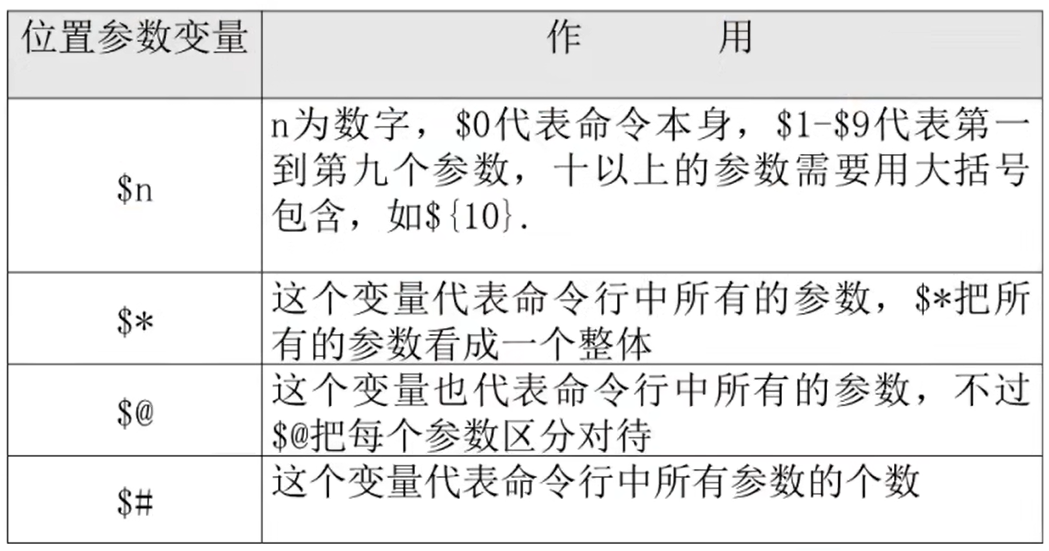 位置参数变量
作 用
$n
n为数字，$0代表命令本身，$1-$9代表第一
到第九个参数，十以上的参数需要用大括号
包含，如${10}.
$*
这个变量代表命令行中所有的参数，$*把所
有的参数看成一个整体
$@
这个变量也代表命令行中所有的参数，不过
$@把每个参数区分对待
$#
这个变量代表命令行中所有参数的个数